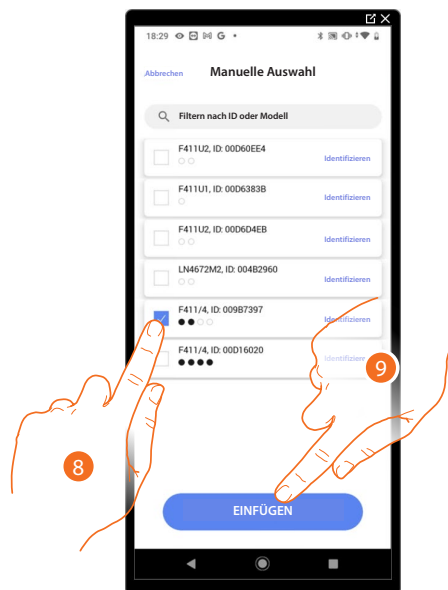 18:29 G
Abbrechen Manuelle Auswahl
Filtern nach ID oder Modell
F411U2, ID: 00D60EE4
Identifizieren
F411U1, ID: 00D6383B
Identifizieren
F411U2, ID: 00D6D4EB
Identifizieren
LN4672M2, ID: 004B2960
Identifizieren
F411/4, ID: 009B7397
Identifizieren
F411/4, ID: 00D16020
Identifizieren
9
8
EINFÜGEN